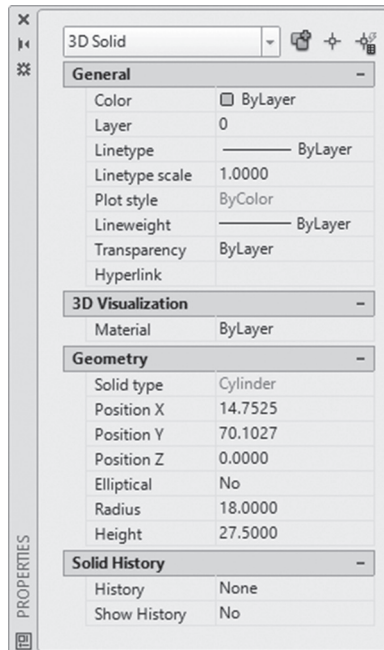 3D Solid
General
Color ByLayer
Layer 0
Linetype ByLayer
Linetype scale 1.0000
Plot style ByColor
Lineweight ByLayer
Transparency ByLayer
Hyperlink
3D Visualization
Material ByLayer
Geometry
Solid type Cylinder
Position X 14.7525
Position Y 70.1027
Position Z 0.0000
Elliptical No
Radius 18.0000
Height 27.5000
Solid History
History None
Show History No
PROPERTIES